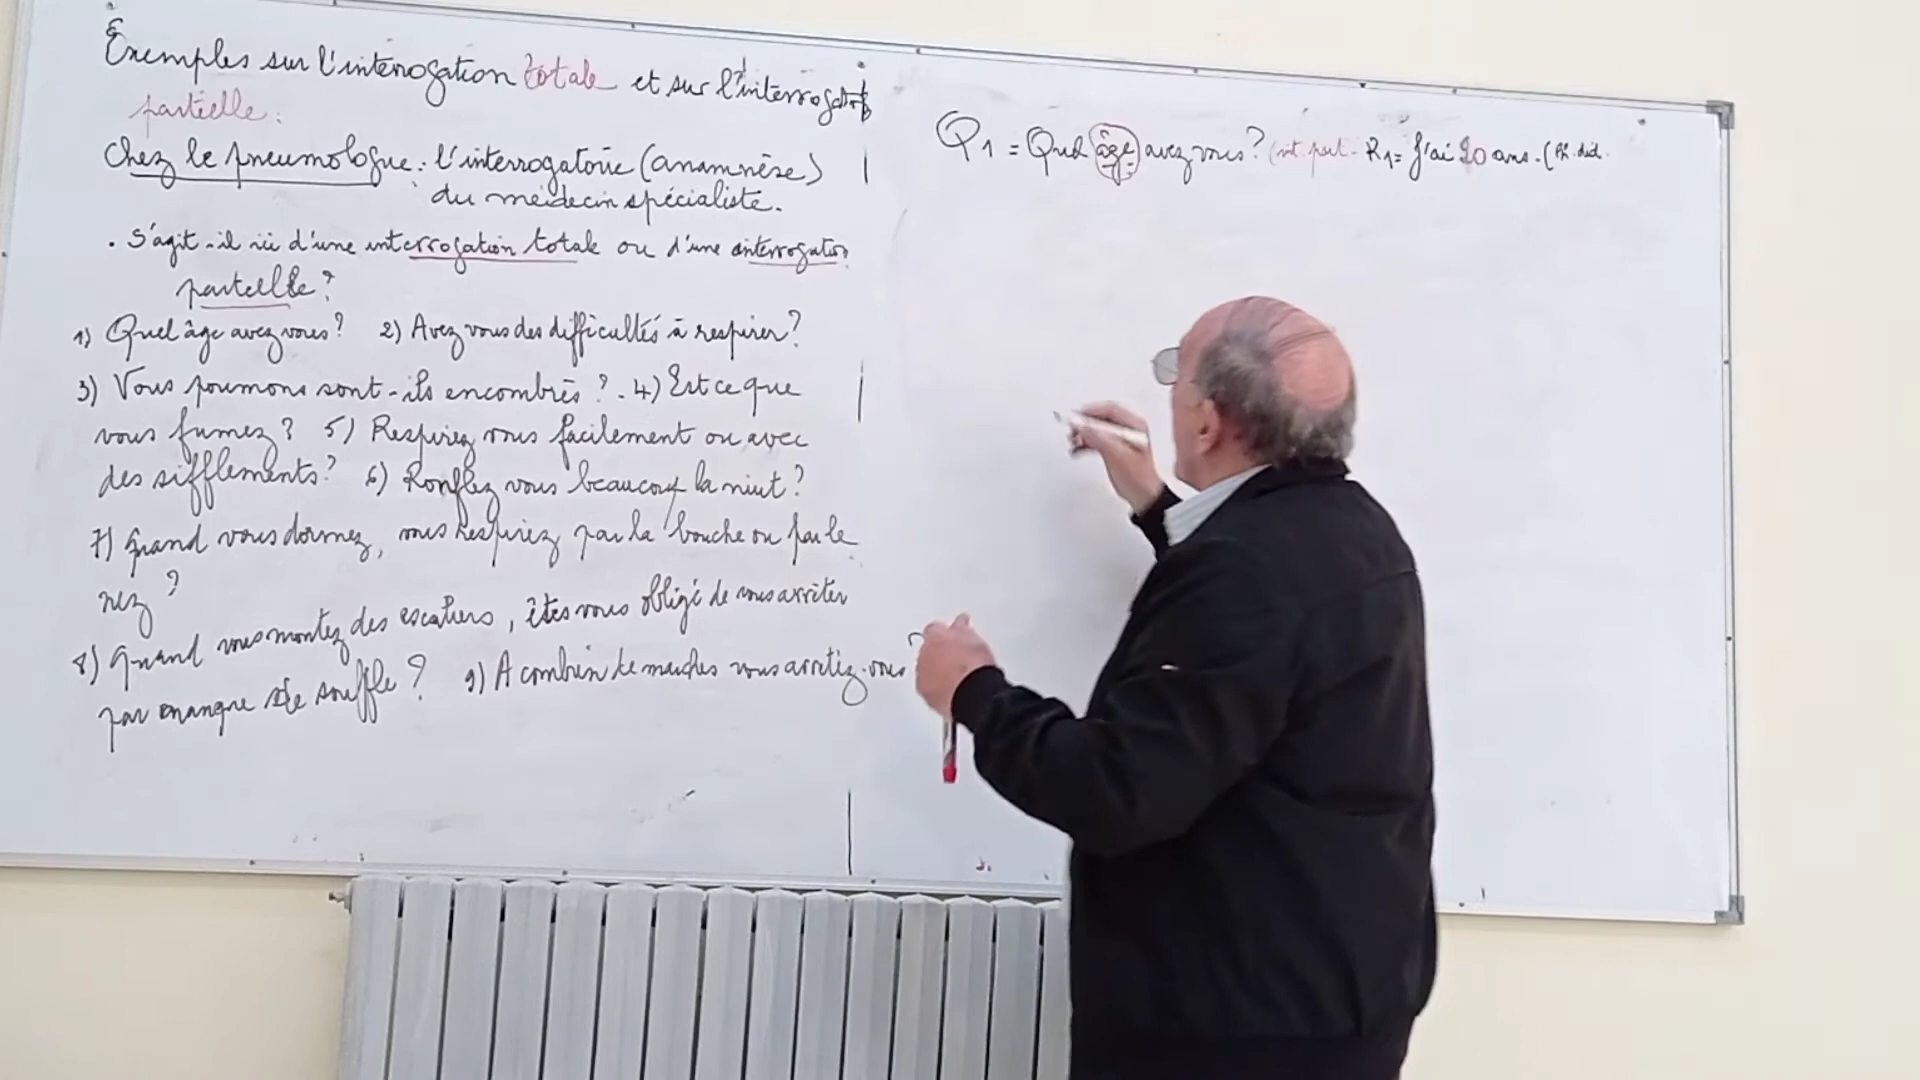 Exemples sur l'interrogation totale et sur l'interrogat°
partielle.
Chez le pneumologue : l'interrogatoire (anamnèse)
du médecin spécialiste.
. S'agit-il ici d'une interrogation totale ou d'une interrogation
partielle ?
1) Quel âge avez vous ? 2) Avez vous des difficultés à respirer ?
3) Vous poumons sont-ils encombrés ? . 4) Est ce que
vous fumez ? 5) Respirez vous facilement ou avec
des sifflements ? 6) Ronflez vous beaucoup la nuit ?
7) Quand vous dormez, vous respirez par la bouche ou par le
nez ?
8) Quand vous montez des escaliers, êtes vous obligé de vous arrêter
par manque de souffle ? 9) A combien de marches vous arrêtez-vous ?
Q1 = Quel âge avez vous ? (int. part. R1 = J'ai 20 ans. (Ph. décl.